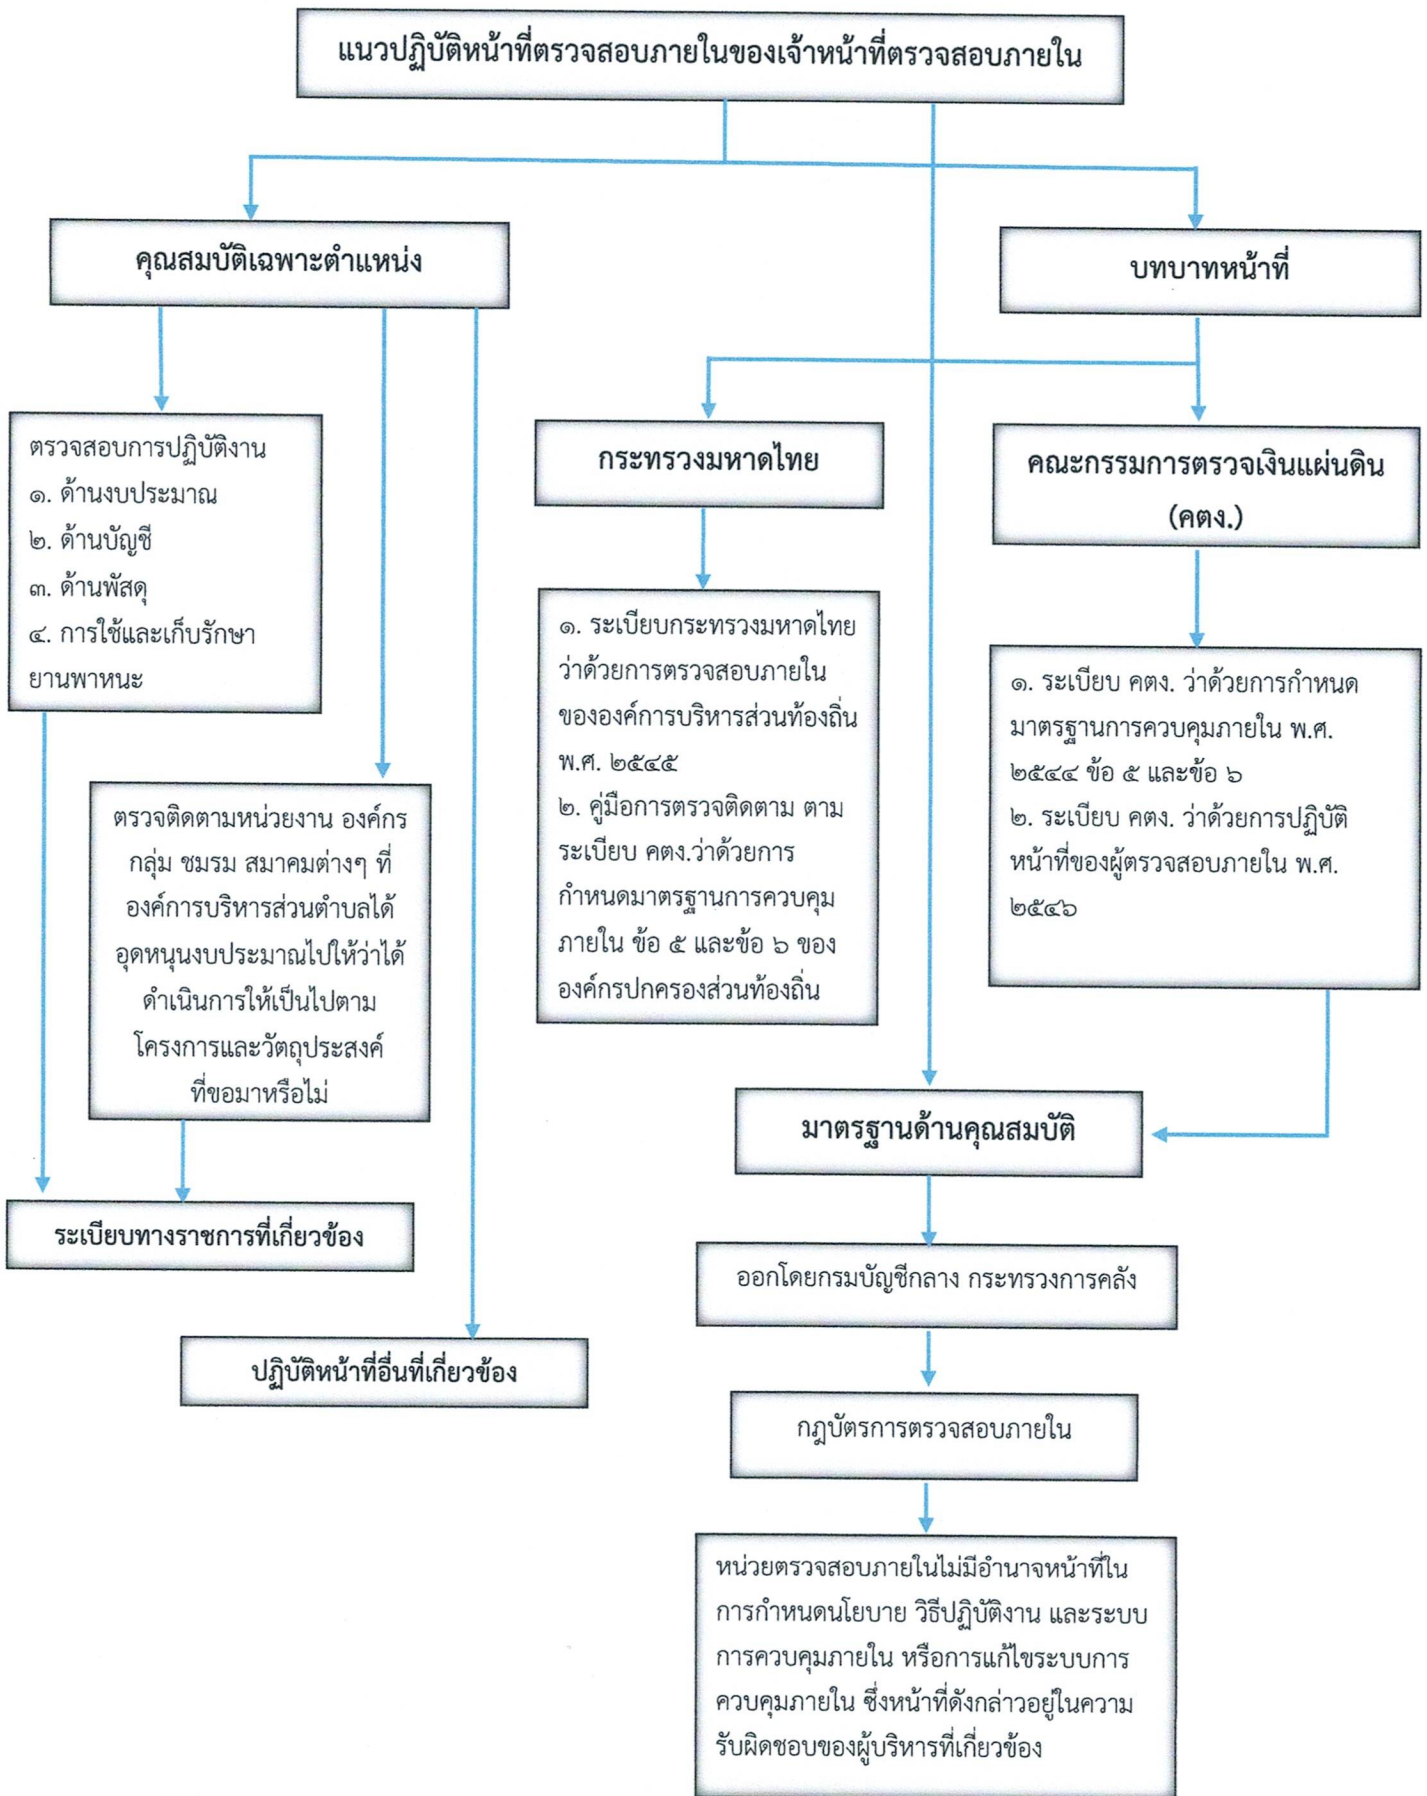 แนวปฏิบัติหน้าที่ตรวจสอบภายในของเจ้าหน้าที่ตรวจสอบภายใน
คุณสมบัติเฉพาะตำแหน่ง
บทบาทหน้าที่
ตรวจสอบการปฏิบัติงาน
๑. ด้านงบประมาณ
๒. ด้านบัญชี
๓. ด้านพัสดุ
๔. การใช้และเก็บรักษา
ยานพาหนะ
กระทรวงมหาดไทย
คณะกรรมการตรวจเงินแผ่นดิน
(คตง.)
๑. ระเบียบกระทรวงมหาดไทย
ว่าด้วยการตรวจสอบภายใน
ขององค์การบริหารส่วนท้องถิ่น
พ.ศ. ๒๕๔๕
๒. คู่มือการตรวจติดตาม ตาม
ระเบียบ คตง.ว่าด้วยการ
กำหนดมาตรฐานการควบคุม
ภายใน ข้อ ๕ และข้อ ๖ ของ
องค์กรปกครองส่วนท้องถิ่น
๑. ระเบียบ คตง. ว่าด้วยการกำหนด
มาตรฐานการควบคุมภายใน พ.ศ.
๒๕๔๔ ข้อ ๕ และข้อ ๖
๒. ระเบียบ คตง. ว่าด้วยการปฏิบัติ
หน้าที่ของผู้ตรวจสอบภายใน พ.ศ.
๒๕๔๖
ตรวจติดตามหน่วยงาน องค์กร
กลุ่ม ชมรม สมาคมต่างๆ ที่
องค์การบริหารส่วนตำบลได้
อุดหนุนงบประมาณไปให้ว่าได้
ดำเนินการให้เป็นไปตาม
โครงการและวัตถุประสงค์
ที่ขอมาหรือไม่
มาตรฐานด้านคุณสมบัติ
ระเบียบทางราชการที่เกี่ยวข้อง
ออกโดยกรมบัญชีกลาง กระทรวงการคลัง
ปฏิบัติหน้าที่อื่นที่เกี่ยวข้อง
กฎบัตรการตรวจสอบภายใน
หน่วยตรวจสอบภายในไม่มีอำนาจหน้าที่ใน
การกำหนดนโยบาย วิธีปฏิบัติงาน และระบบ
การควบคุมภายใน หรือการแก้ไขระบบการ
ควบคุมภายใน ซึ่งหน้าที่ดังกล่าวอยู่ในความ
รับผิดชอบของผู้บริหารที่เกี่ยวข้อง